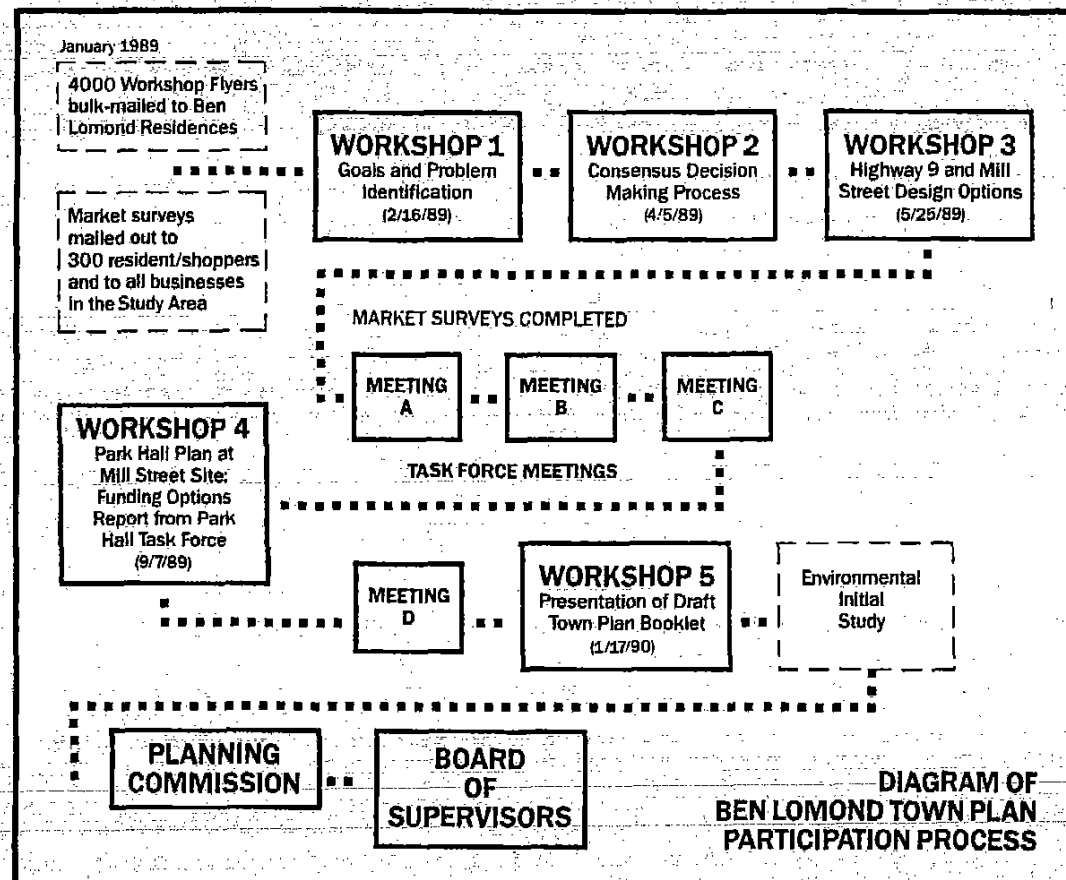 January 1989
4000 Workshop Flyers
bulk-mailed to Ben
Lomond Residences
Market surveys
mailed out to
300 resident/shoppers
and to all businesses
in the Study Area
WORKSHOP 1
Goals and Problem
Identification
(2/16/89)
WORKSHOP 2
Consensus Decision
Making Process
(4/5/89)
WORKSHOP 3
Highway 9 and Mill
Street Design Options
(5/25/89)
MARKET SURVEYS COMPLETED
MEETING
A
MEETING
B
MEETING
C
TASK FORCE MEETINGS
WORKSHOP 4
Park Hall Plan at
Mill Street Site;
Funding Options
Report from Park
Hall Task Force
(9/7/89)
MEETING
D
WORKSHOP 5
Presentation of Draft
Town Plan Booklet
(1/17/90)
Environmental
Initial
Study
PLANNING
COMMISSION
BOARD
OF
SUPERVISORS
DIAGRAM OF
BEN LOMOND TOWN PLAN
PARTICIPATION PROCESS